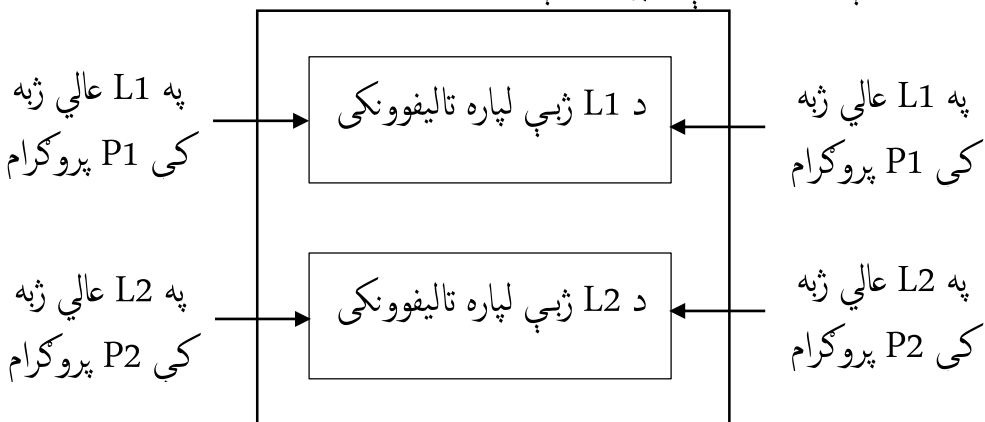 په L1 عالي ژبه
کی P1 پروګرام
د L1 ژبې لپاره تالیفوونکی
په L1 عالي ژبه
کی P1 پروګرام
په L2 عالي ژبه
کی P2 پروګرام
د L2 ژبې لپاره تالیفوونکی
په L2 عالي ژبه
کې P2 پروګرام